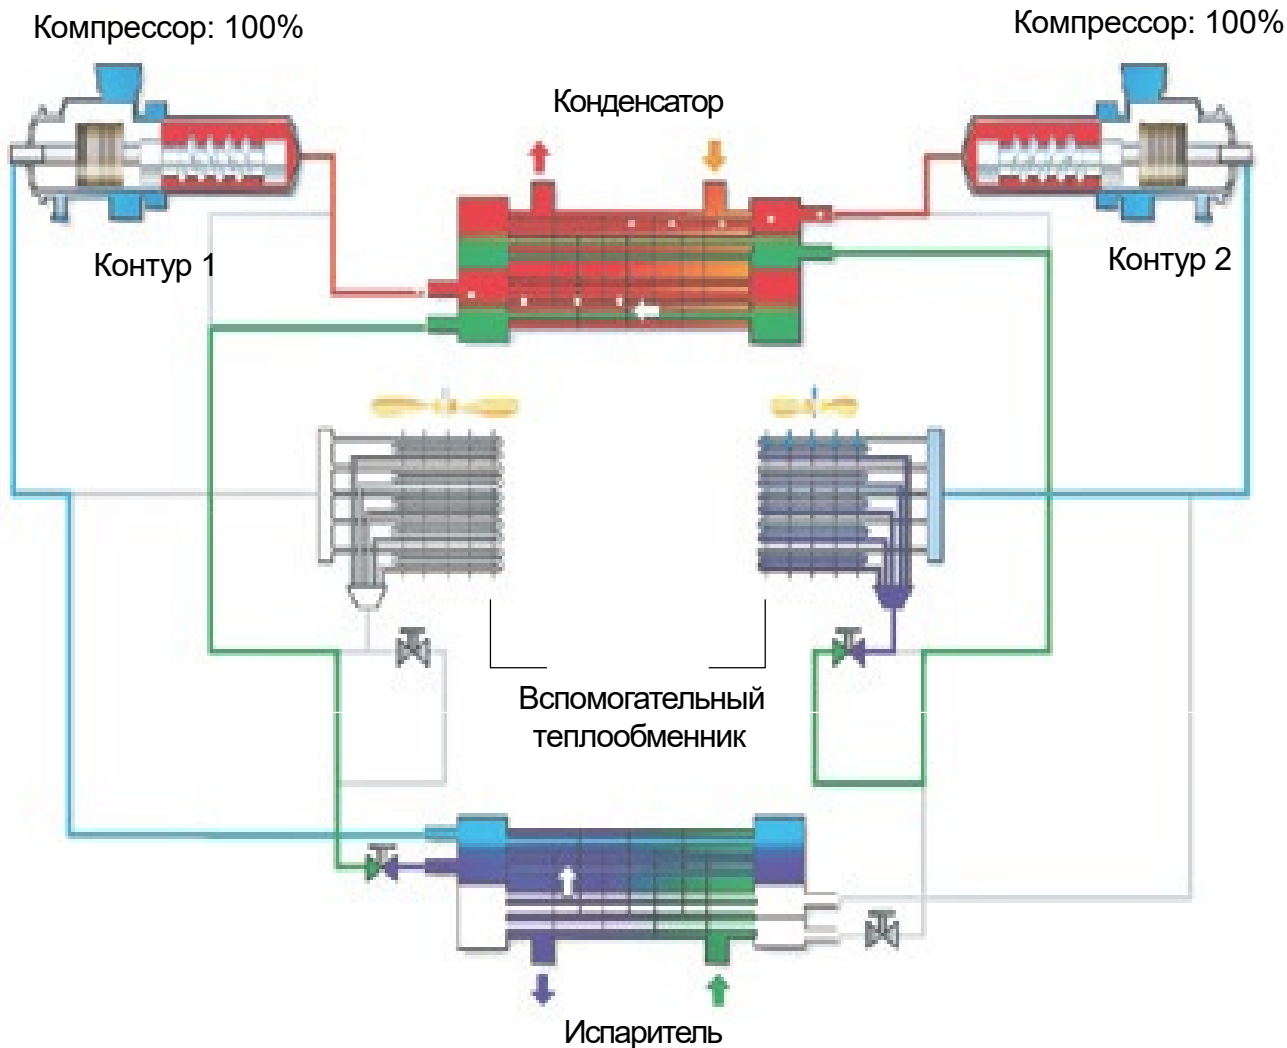 Компрессор: 100%
Компрессор: 100%
Конденсатор
Контур 1
Контур 2
Вспомогательный
теплообменник
Испаритель